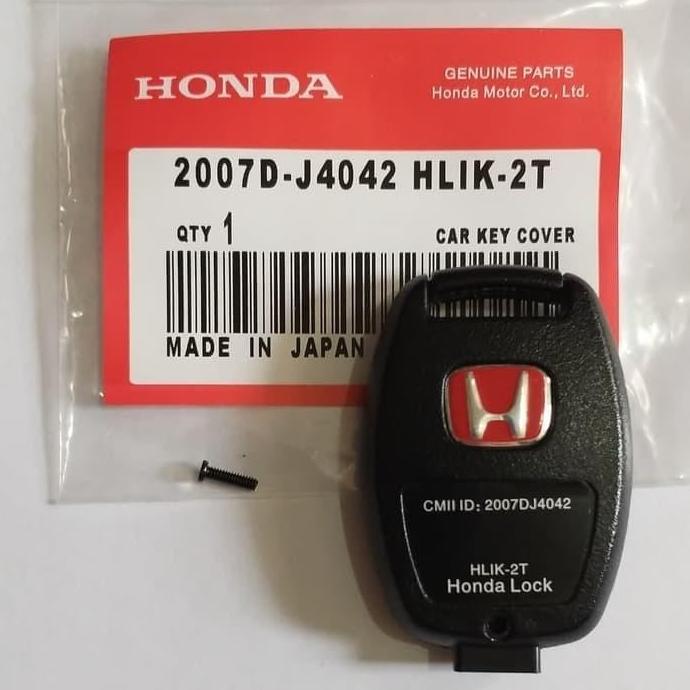 HONDA
GENUINE PARTS
Honda Motor Co., Ltd.
2007D-J4042 HLIK-2T
QTY 1
CAR KEY COVER
MADE IN JAPAN
CMII ID: 2007DJ4042
HLIK-2T
Honda Lock